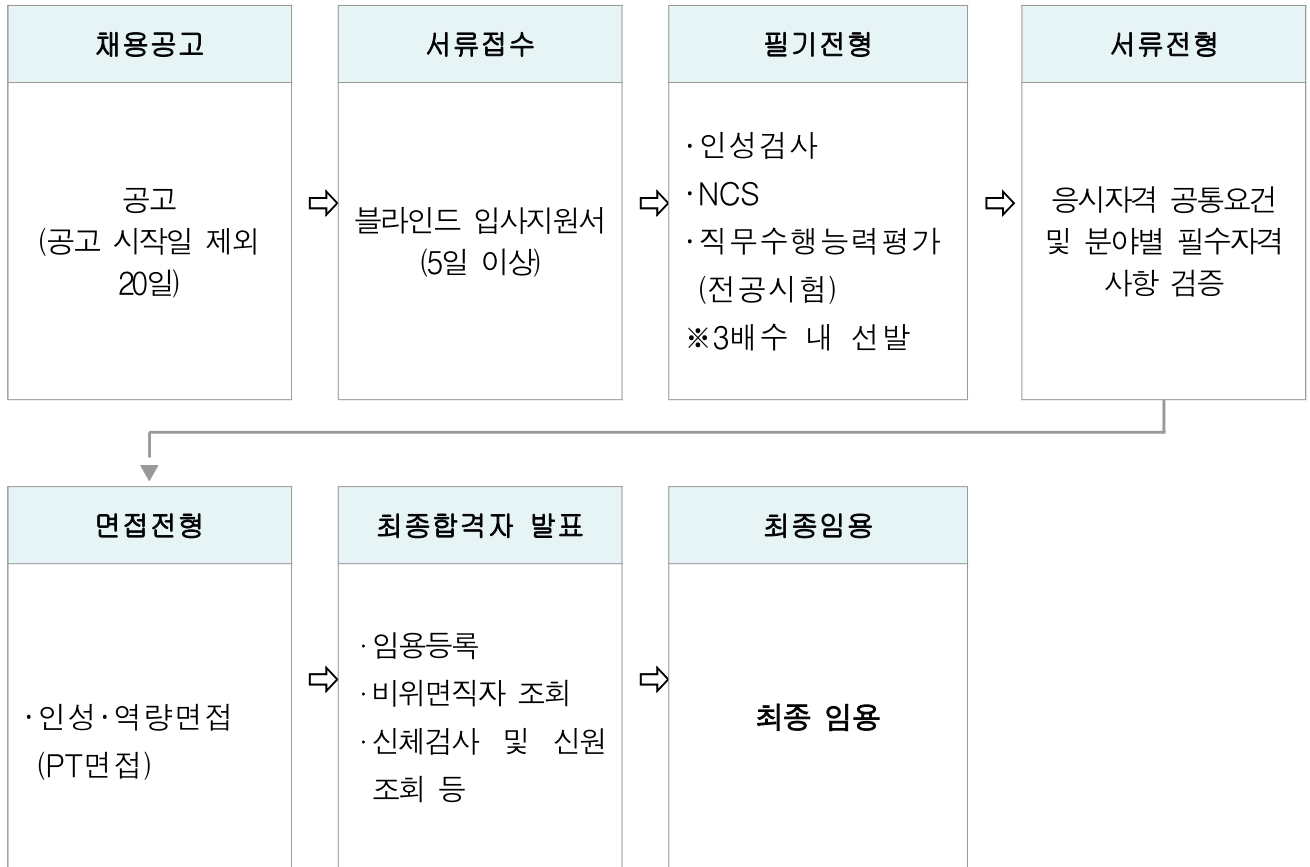 채용공고
공고
(공고 시작일 제외
20일)
서류접수
블라인드 입사지원서
(5일 이상)
필기전형
·인성검사
·NCS
·직무수행능력평가
(전공시험)
※3배수 내 선발
서류전형
응시자격 공통요건
및 분야별 필수자격
사항 검증
면접전형
·인성·역량면접
(PT면접)
최종합격자 발표
·임용등록
·비위면직자 조회
·신체검사 및 신원
조회 등
최종임용
최종 임용